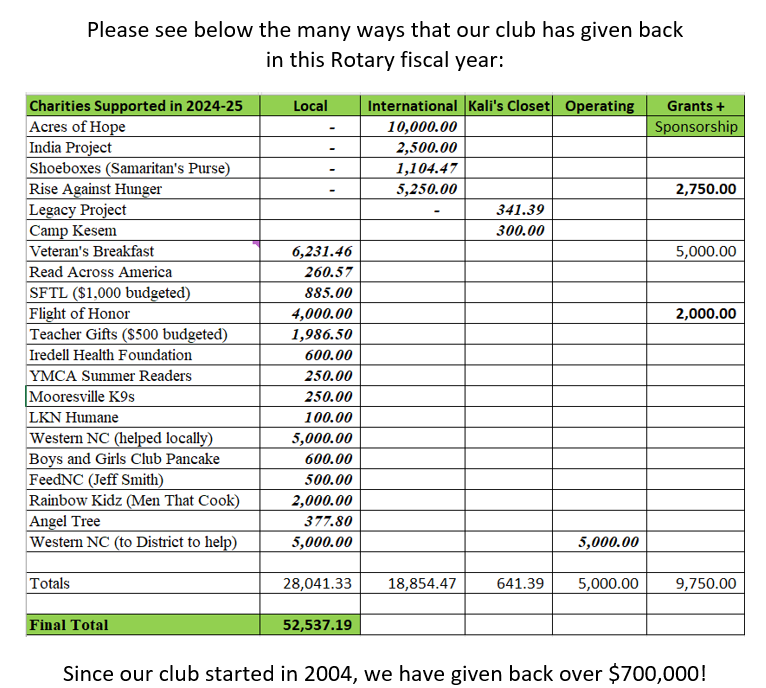 Please see below the many ways that our club has given back
in this Rotary fiscal year:
Charities Supported in 2024-25 Local International Kali's Closet Operating Grants +
Acres of Hope - 10,000.00 Sponsorship
India Project - 2,500.00
Shoeboxes (Samaritan's Purse) - 1,104.47
Rise Against Hunger - 5,250.00 2,750.00
Legacy Project - 341.39
Camp Kesem 300.00
Veteran's Breakfast 6,231.46 5,000.00
Read Across America 260.57
SFTL ($1,000 budgeted) 885.00
Flight of Honor 4,000.00 2,000.00
Teacher Gifts ($500 budgeted) 1,986.50
Iredell Health Foundation 600.00
YMCA Summer Readers 250.00
Mooresville K9s 250.00
LKN Humane 100.00
Western NC (helped locally) 5,000.00
Boys and Girls Club Pancake 600.00
FeedNC (Jeff Smith) 500.00
Rainbow Kidz (Men That Cook) 2,000.00
Angel Tree 377.80
Western NC (to District to help) 5,000.00 5,000.00
Totals 28,041.33 18,854.47 641.39 5,000.00 9,750.00
Final Total 52,537.19
Since our club started in 2004, we have given back over $700,000!